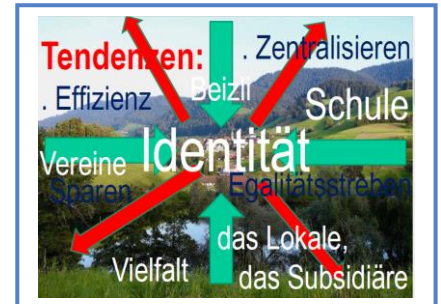 Tendenzen:
. Zentralisieren
. Effizienz
Beizli
Schule
Vereine
Identität
Sparen
Egalitätsstreben
das Lokale,
Vielfalt
das Subsidiäre